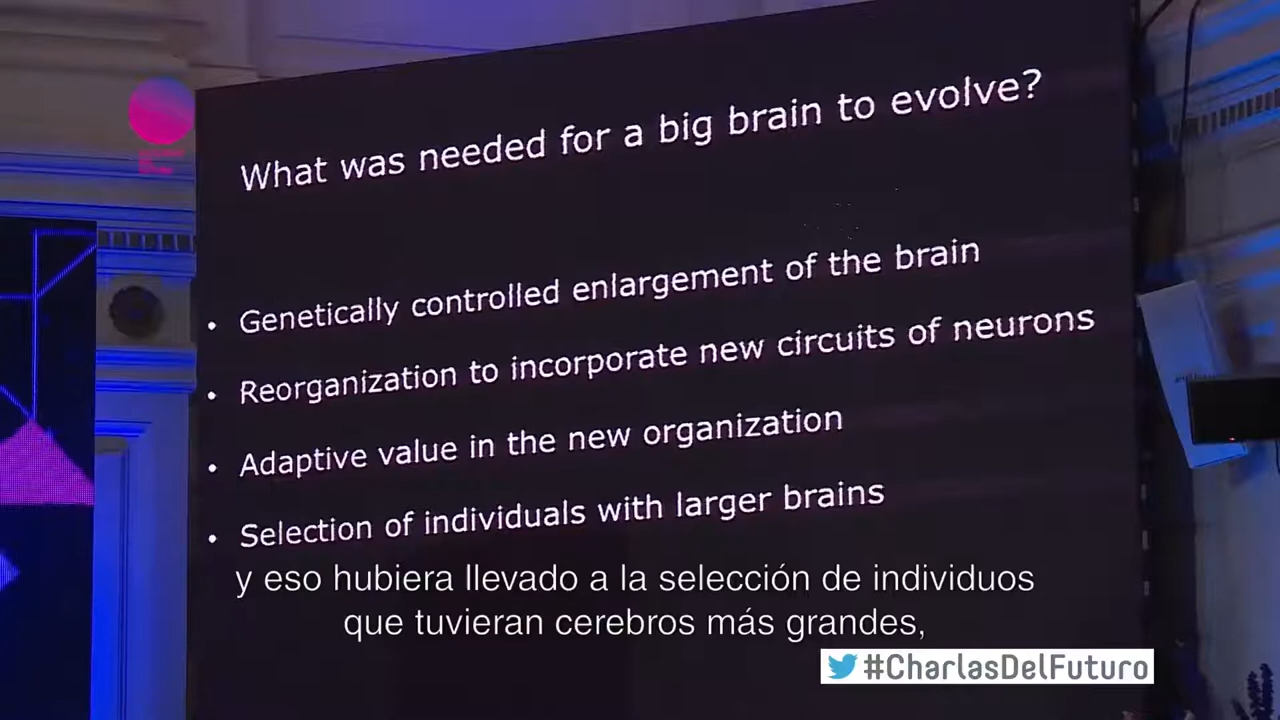 What was needed for a big brain to evolve?
• Genetically controlled enlargement of the brain
• Reorganization to incorporate new circuits of neurons
• Adaptive value in the new organization
• Selection of individuals with larger brains
y eso hubiera llevado a la selección de individuos
que tuvieran cerebros más grandes,
#CharlasDelFuturo